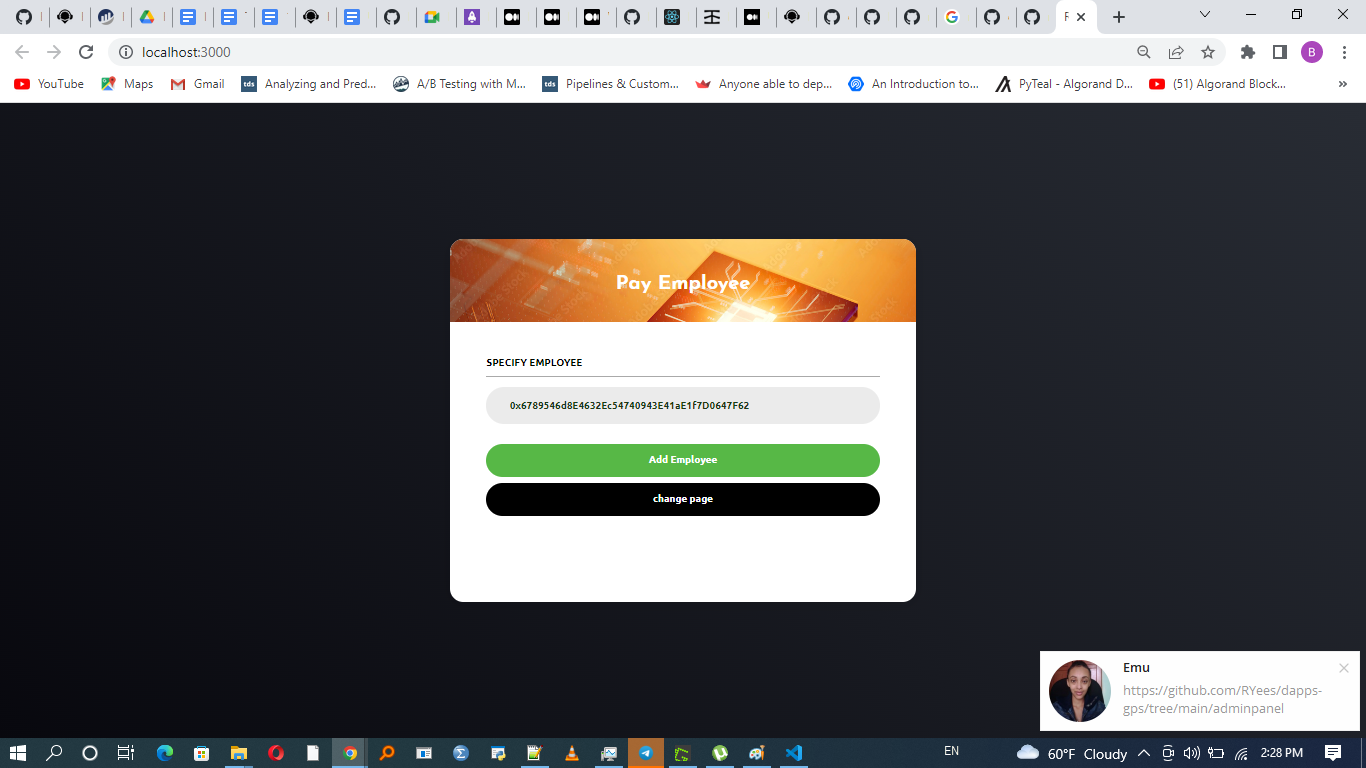 localhost:3000
B
YouTube
Maps
Gmail
Analyzing and Pred...
A/B Testing with M...
Pipelines & Custom...
Anyone able to dep...
An Introduction to...
PyTeal - Algorand D...
(51) Algorand Block...
»
Pay Employee
SPECIFY EMPLOYEE
0x6789546d8E4632Ec54740943E41aE1f7D0647F62
Add Employee
change page
Emu
https://github.com/RYees/dapps-
gps/tree/main/adminpanel
EN
60°F Cloudy
2:28 PM